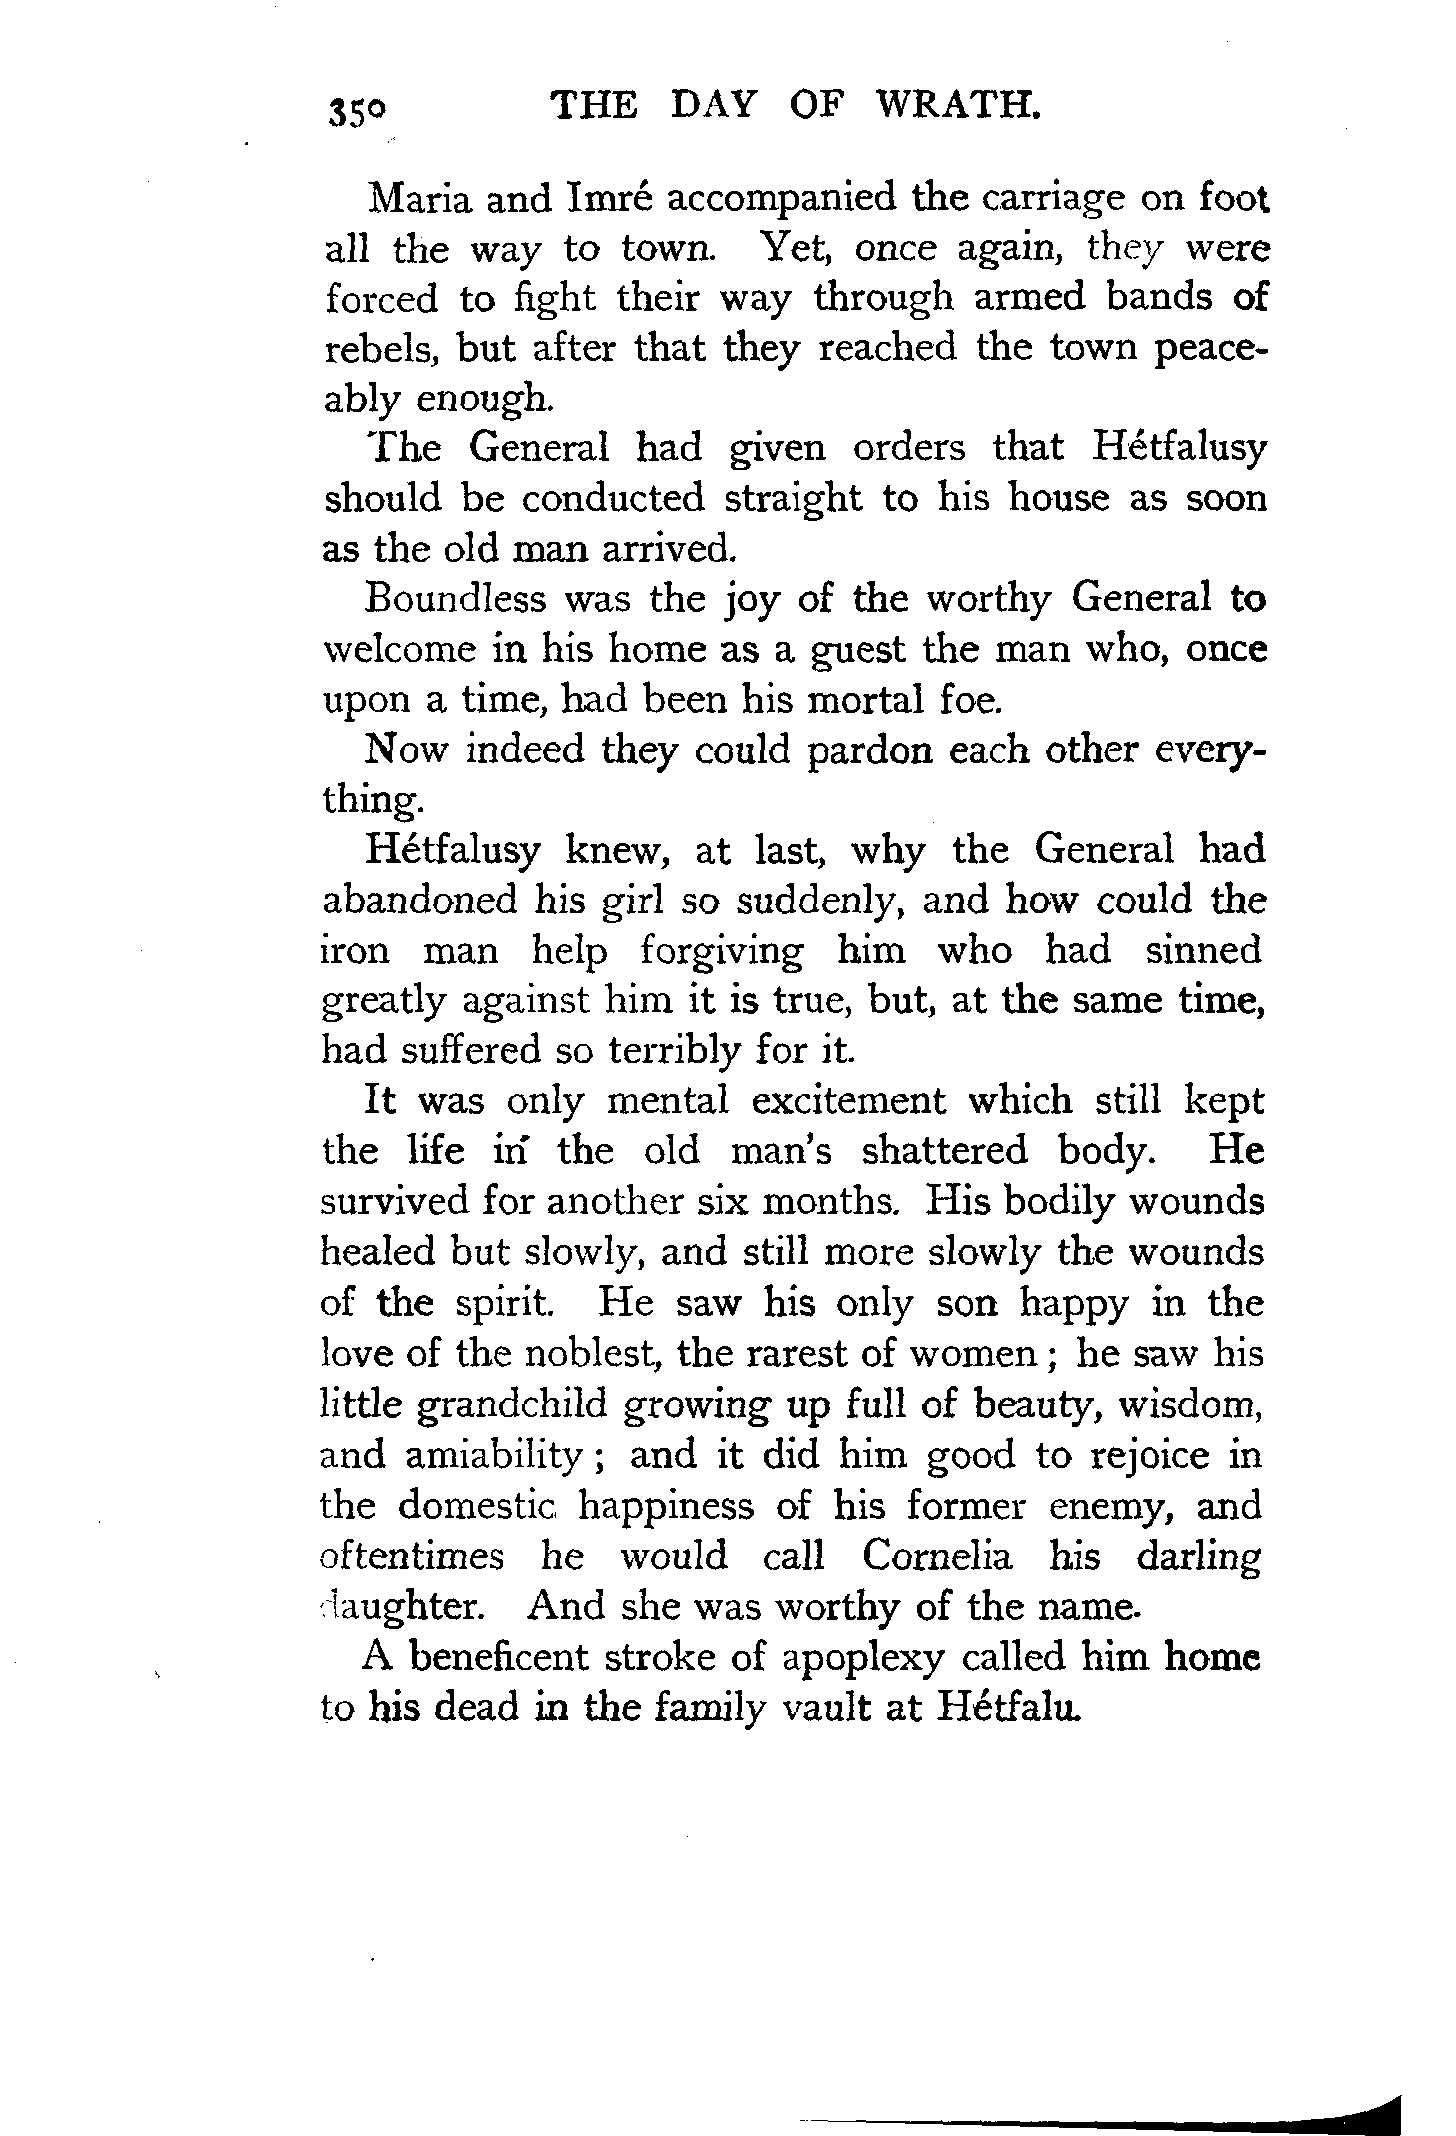 350 THE DAY OF WRATH.
Maria and Imré accompanied the carriage on foot
all the way to town. Yet, once again, they were
forced to fight their way through armed bands of
rebels, but after that they reached the town peace-
ably enough.
The General had given orders that Hétfalusy
should be conducted straight to his house as soon
as the old man arrived.
Boundless was the joy of the worthy General to
welcome in his home as a guest the man who, once
upon a time, had been his mortal foe.
Now indeed they could pardon each other every-
thing.
Hétfalusy knew, at last, why the General had
abandoned his girl so suddenly, and how could the
iron man help forgiving him who had sinned
greatly against him it is true, but, at the same time,
had suffered so terribly for it.
It was only mental excitement which still kept
the life in the old man's shattered body. He
survived for another six months. His bodily wounds
healed but slowly, and still more slowly the wounds
of the spirit. He saw his only son happy in the
love of the noblest, the rarest of women ; he saw his
little grandchild growing up full of beauty, wisdom,
and amiability ; and it did him good to rejoice in
the domestic happiness of his former enemy, and
oftentimes he would call Cornelia his darling
daughter. And she was worthy of the name.
A beneficent stroke of apoplexy called him home
to his dead in the family vault at Hétfalu.